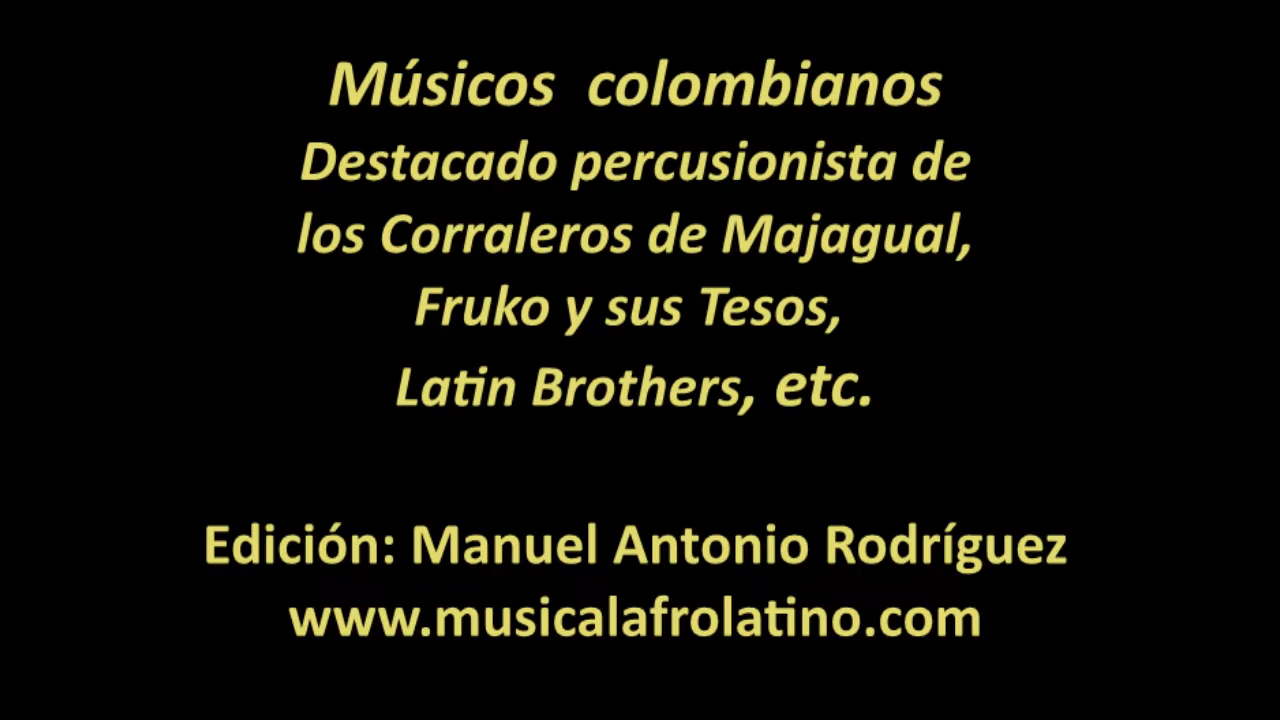 Músicos colombianos
Destacado percusionista de
los Corraleros de Majagual,
Fruko y sus Tesos,
Latin Brothers, etc.
Edición: Manuel Antonio Rodríguez
www.musicalafrolatino.com